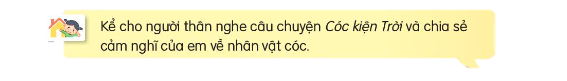 Kể cho người thân nghe câu chuyện Cóc kiện Trời và chia sẻ
cảm nghĩ của em về nhân vật cóc.